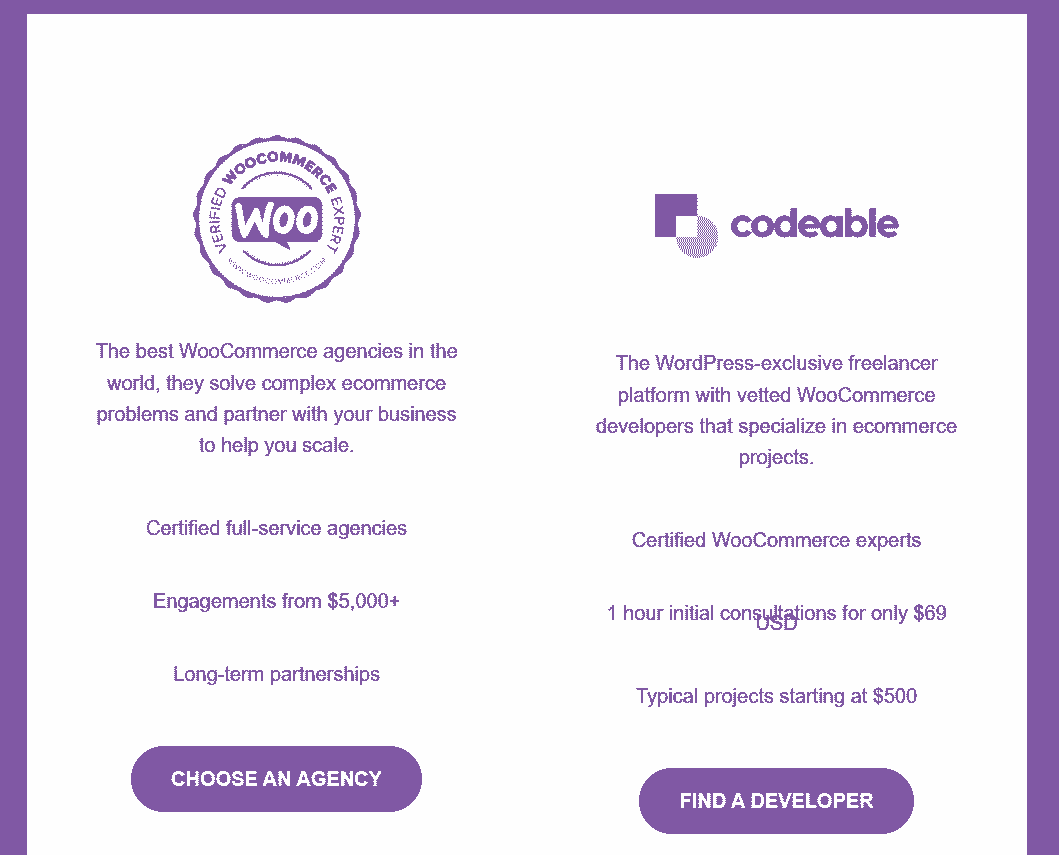 VERIFIED WOOCOMMERCE EXPERT
WOO
WWW.WOOCOMMERCE.COM
The best WooCommerce agencies in the
world, they solve complex ecommerce
problems and partner with your business
to help you scale.
Certified full-service agencies
Engagements from $5,000+
Long-term partnerships
CHOOSE AN AGENCY
codeable
The WordPress-exclusive freelancer
platform with vetted WooCommerce
developers that specialize in ecommerce
projects.
Certified WooCommerce experts
1 hour initial consultations for only $69
USD
Typical projects starting at $500
FIND A DEVELOPER